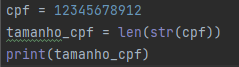 cpf = 12345678912
tamanho_cpf = len(str(cpf))
print(tamanho_cpf)